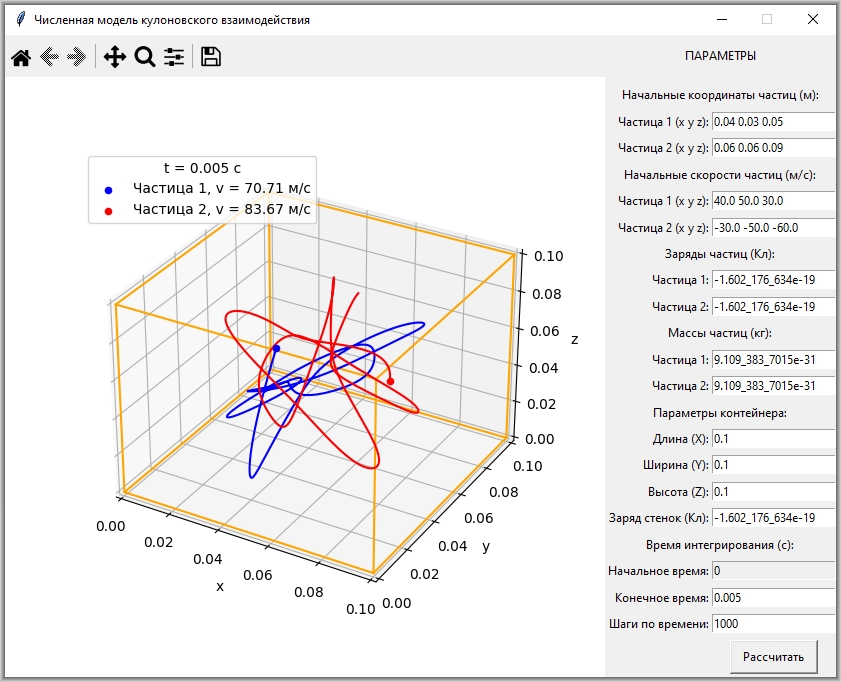 Численная модель кулоновского взаимодействия
t = 0.005 с
Частица 1, v = 70.71 м/с
Частица 2, v = 83.67 м/с
0.10
0.08
0.06
0.04
0.02
0.00
z
0.10
0.08
0.06
0.04
0.02
0.00
y
0.00
0.02
0.04
0.06
0.08
0.10
x
ПАРАМЕТРЫ
Начальные координаты частиц (м):
Частица 1 (x y z): 0.04 0.03 0.05
Частица 2 (x y z): 0.06 0.06 0.09
Начальные скорости частиц (м/с):
Частица 1 (x y z): 40.0 50.0 30.0
Частица 2 (x y z): -30.0 -50.0 -60.0
Заряды частиц (Кл):
Частица 1: -1.602_176_634e-19
Частица 2: -1.602_176_634e-19
Массы частиц (кг):
Частица 1: 9.109_383_7015e-31
Частица 2: 9.109_383_7015e-31
Параметры контейнера:
Длина (X): 0.1
Ширина (Y): 0.1
Высота (Z): 0.1
Заряд стенок (Кл): -1.602_176_634e-19
Время интегрирования (с):
Начальное время: 0
Конечное время: 0.005
Шаги по времени: 1000
Рассчитать